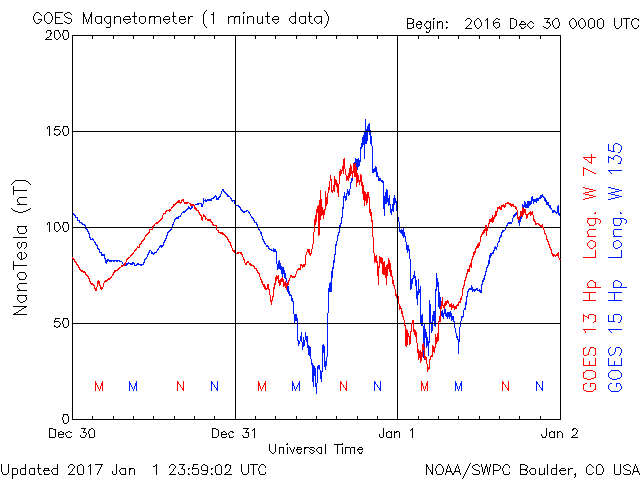 GOES Magnetometer (1 minute data)
Begin: 2016 Dec 30 0000 UTC
200
150
100
50
0
NanoTesla (nT)
M M N N M M N N M M N N
Dec 30 Dec 31 Jan 1 Jan 2
Universal Time
GOES 13 Hp Long. W 74
GOES 15 Hp Long. W 135
Updated 2017 Jan 1 23:59:02 UTC
NOAA/SWPC Boulder, CO USA